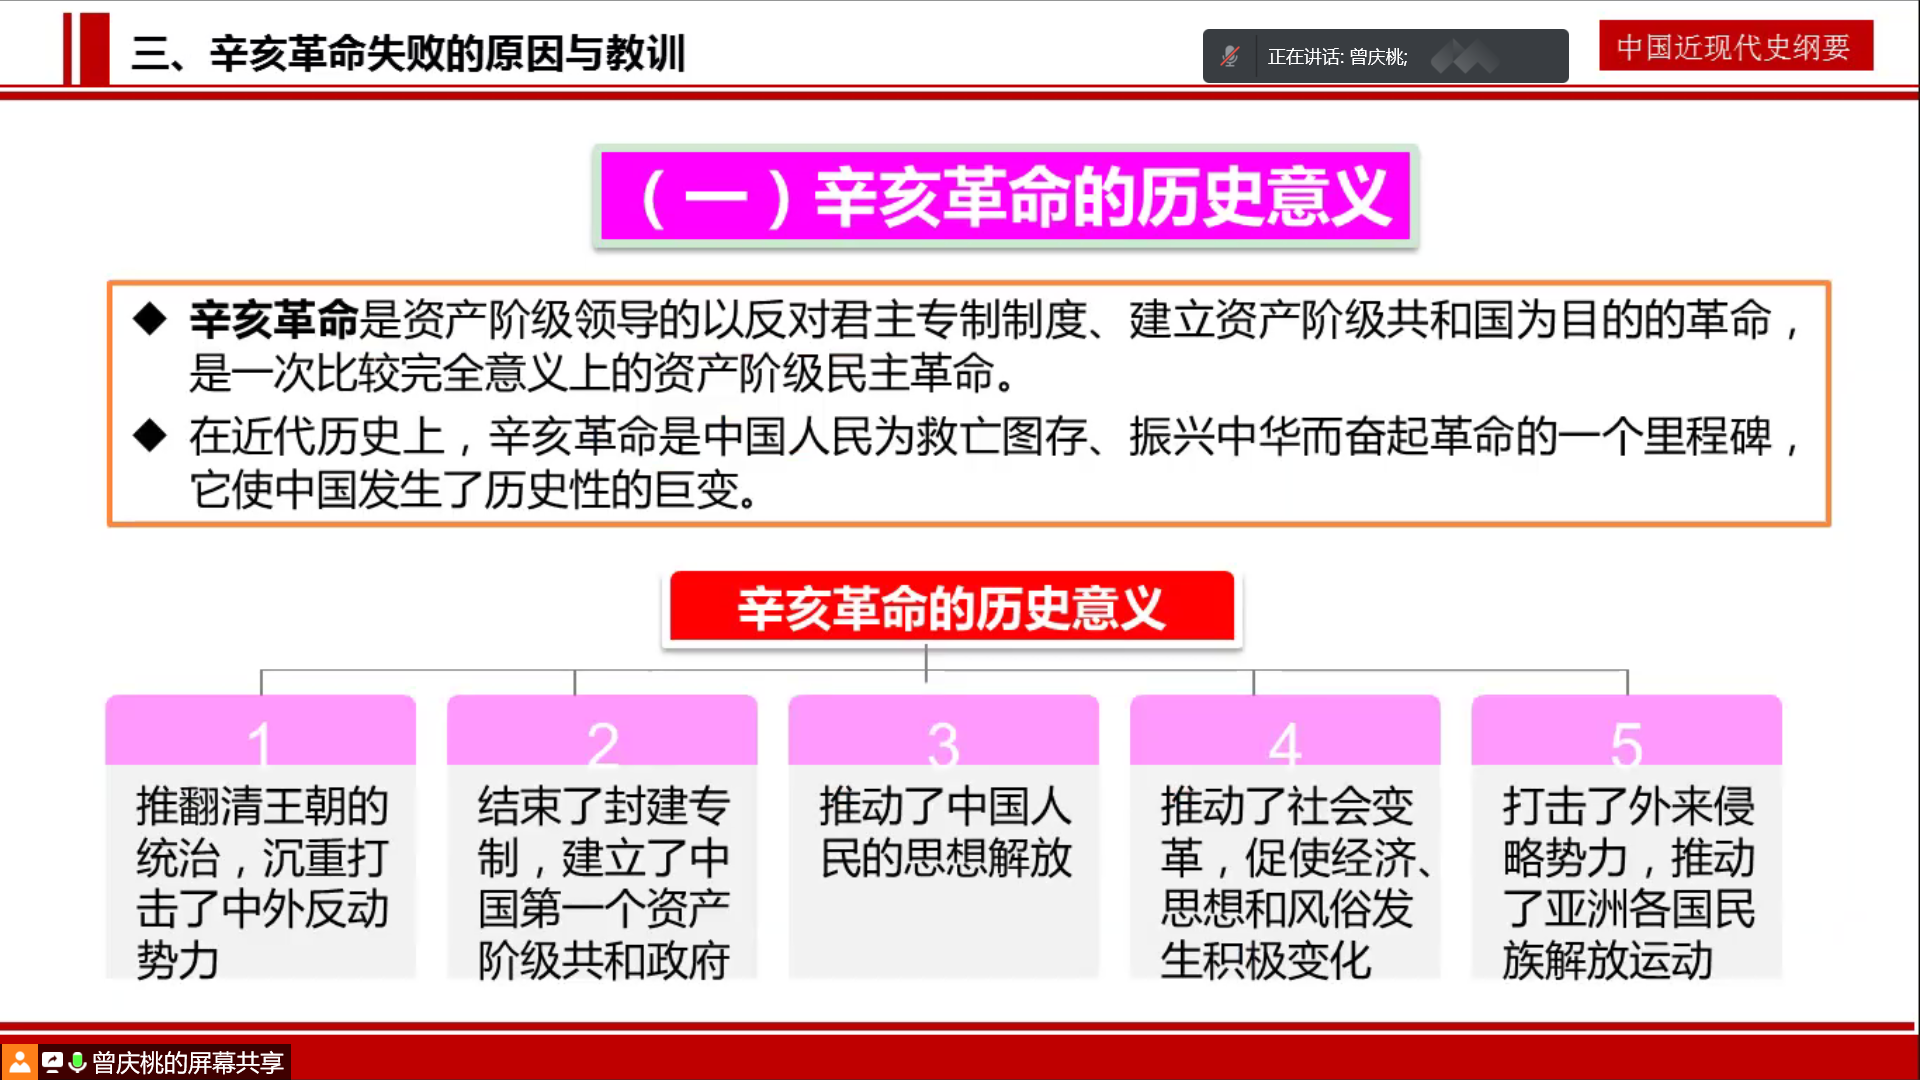 三、辛亥革命失败的原因与教训
正在讲话: 曾庆桃;
中国近现代史纲要
（一）辛亥革命的历史意义
◆ 辛亥革命是资产阶级领导的以反对君主专制制度、建立资产阶级共和国为目的的革命，
是一次比较完全意义上的资产阶级民主革命。
◆ 在近代历史上，辛亥革命是中国人民为救亡图存、振兴中华而奋起革命的一个里程碑，
它使中国发生了历史性的巨变。
辛亥革命的历史意义
1
推翻清王朝的
统治，沉重打
击了中外反动
势力
2
结束了封建专
制，建立了中
国第一个资产
阶级共和政府
3
推动了中国人
民的思想解放
4
推动了社会变
革，促使经济、
思想和风俗发
生积极变化
5
打击了外来侵
略势力，推动
了亚洲各国民
族解放运动
曾庆桃的屏幕共享